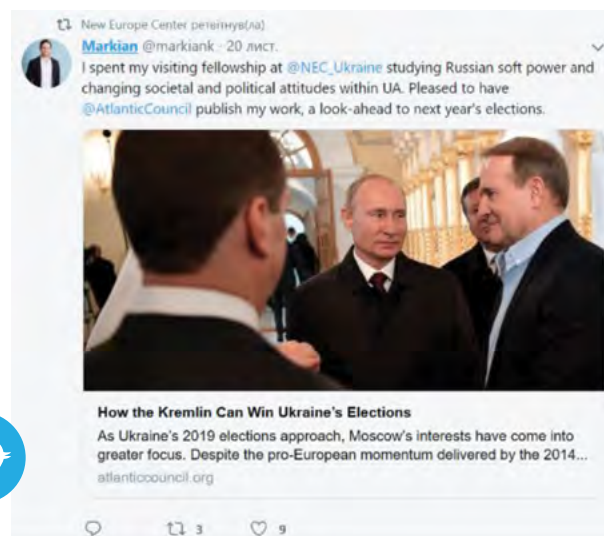 New Europe Center ретвітнув(ла)
Markian @markiank · 20 лист.
I spent my visiting fellowship at @NEC_Ukraine studying Russian soft power and
changing societal and political attitudes within UA. Pleased to have
@AtlanticCouncil publish my work, a look-ahead to next year's elections.
How the Kremlin Can Win Ukraine's Elections
As Ukraine's 2019 elections approach, Moscow's interests have come into
greater focus. Despite the pro-European momentum delivered by the 2014...
atlanticcouncil.org
3 9